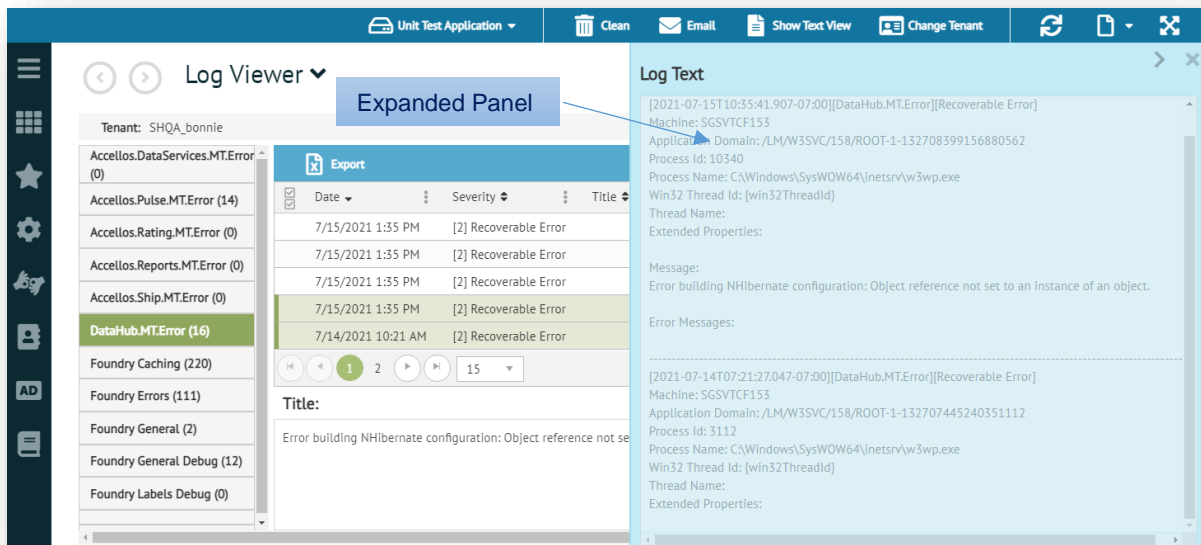 Unit Test Application
Clean
Email
Show Text View
Change Tenant
Log Viewer
Expanded Panel
Tenant: SHQA_bonnie
Accellos.DataServices.MT.Error
(0)
Accellos.Pulse.MT.Error (14)
Accellos.Rating.MT.Error (0)
Accellos.Reports.MT.Error (0)
Accellos.Ship.MT.Error (0)
DataHub.MT.Error (16)
Foundry Caching (220)
Foundry Errors (111)
Foundry General (2)
Foundry General Debug (12)
Foundry Labels Debug (0)
AD
Export
Date
Severity
Title
7/15/2021 1:35 PM [2] Recoverable Error
7/15/2021 1:35 PM [2] Recoverable Error
7/15/2021 1:35 PM [2] Recoverable Error
7/15/2021 1:35 PM [2] Recoverable Error
7/14/2021 10:21 AM [2] Recoverable Error
1 2 15
Title:
Error building NHibernate configuration: Object reference not se
Log Text
[2021-07-15T10:35:41.907-07:00][DataHub.MT.Error][Recoverable Error]
Machine: SGSVTCF153
Application Domain: /LM/W3SVC/158/ROOT-1-132708399156880562
Process Id: 10340
Process Name: C:\Windows\SysWOW64\inetsrv\w3wp.exe
Win32 Thread Id: {win32ThreadId}
Thread Name:
Extended Properties:
Message:
Error building NHibernate configuration: Object reference not set to an instance of an object.
Error Messages:
[2021-07-14T07:21:27.047-07:00][DataHub.MT.Error][Recoverable Error]
Machine: SGSVTCF153
Application Domain: /LM/W3SVC/158/ROOT-1-132707445240351112
Process Id: 3112
Process Name: C:\Windows\SysWOW64\inetsrv\w3wp.exe
Win32 Thread Id: {win32ThreadId}
Thread Name:
Extended Properties: